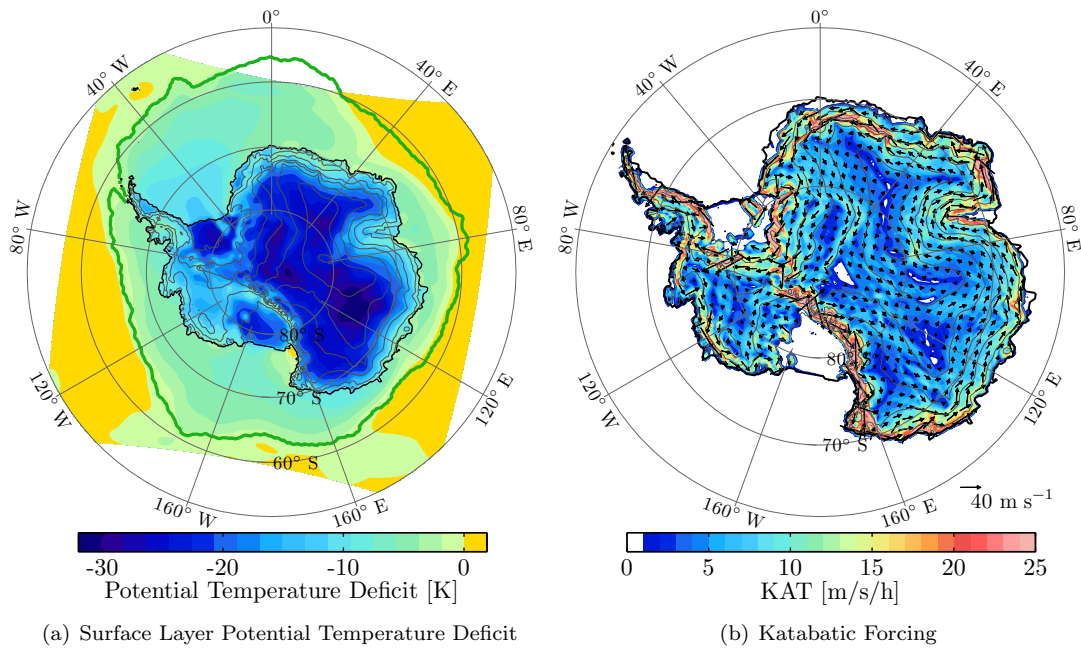 0°
40° W
40° E
80° W
80° E
120° W
120° E
160° W
160° E
80° S
70° S
60° S
-30 -20 -10 0
Potential Temperature Deficit [K]
(a) Surface Layer Potential Temperature Deficit
0°
40° W
40° E
80° W
80° E
120° W
120° E
160° W
160° E
80° S
70° S
40 m s⁻¹
0 5 10 15 20 25
KAT [m/s/h]
(b) Katabatic Forcing